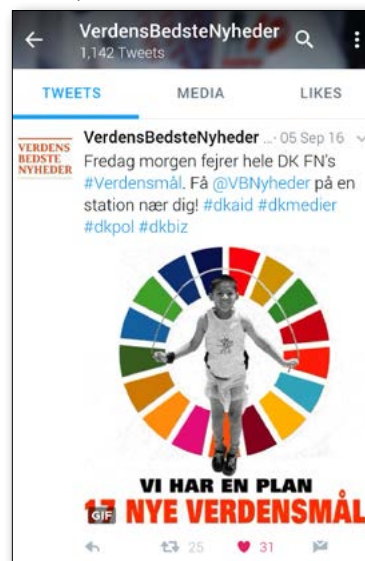 VerdensBedsteNyheder
1,142 Tweets
TWEETS
MEDIA
LIKES
VERDENS
BEDSTE
NYHEDER
VerdensBedsteNyheder ...· 05 Sep 16
Fredag morgen fejrer hele DK FN's
#Verdensmål. Få @VBNyheder på en
station nær dig! #dkaid #dkmedier
#dkpol #dkbiz
VI HAR EN PLAN
17 NYE VERDENSMÅL
GIF
25
31